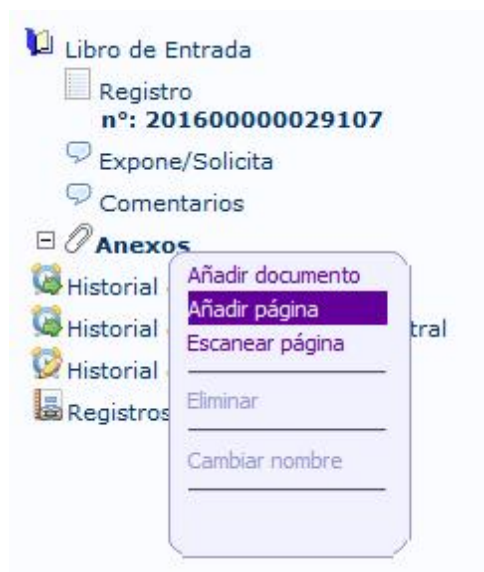 Libro de Entrada
Registro
nº: 201600000029107
Expone/Solicita
Comentarios
Anexos
Añadir documento
Historial
Añadir página
Historial tral
Escanear página
Historial
Eliminar
Registros
Cambiar nombre